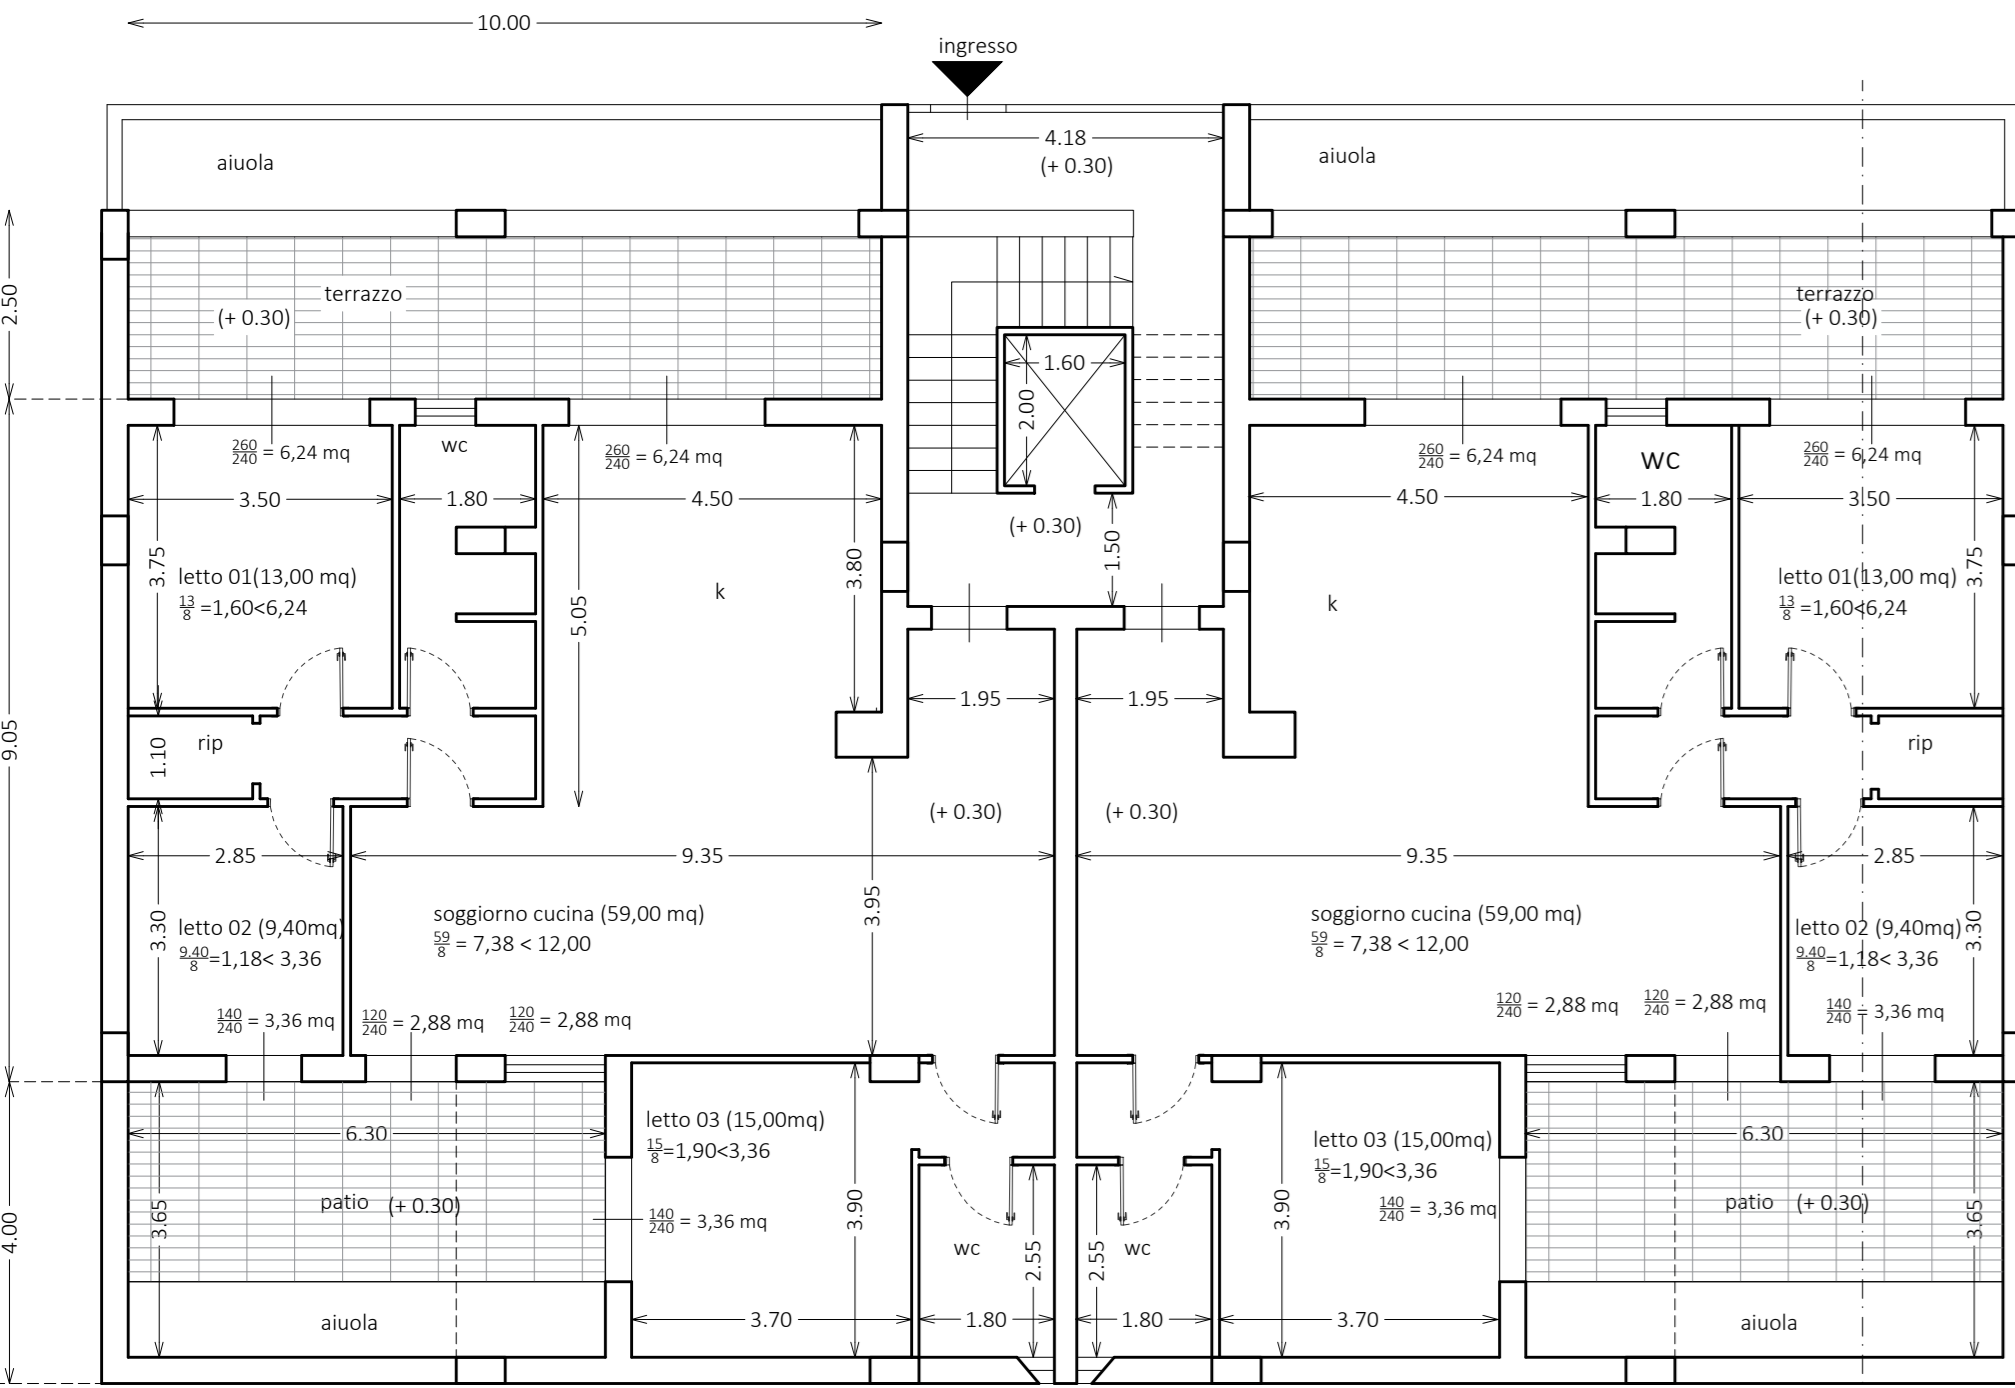 10.00
ingresso
4.18
(+ 0.30)
aiuola
aiuola
2.50
terrazzo
(+ 0.30)
terrazzo
(+ 0.30)
1.60
2.00
260/240 = 6,24 mq
wc
260/240 = 6,24 mq
260/240 = 6,24 mq
wc
260/240 = 6,24 mq
3.50
1.80
4.50
4.50
1.80
3.50
(+ 0.30)
1.50
3.75
letto 01(13,00 mq)
13/8 =1,60<6,24
5.05
k
3.80
k
letto 01(13,00 mq)
13/8 =1,60<6,24
3.75
1.95
1.95
9.05
1.10
rip
rip
(+ 0.30)
(+ 0.30)
2.85
9.35
9.35
2.85
3.30
letto 02 (9,40mq)
9.40/8=1,18< 3,36
soggiorno cucina (59,00 mq)
59/8 = 7,38 < 12,00
3.95
soggiorno cucina (59,00 mq)
59/8 = 7,38 < 12,00
letto 02 (9,40mq)
9.40/8=1,18< 3,36
3.30
140/240 = 3,36 mq
120/240 = 2,88 mq
120/240 = 2,88 mq
120/240 = 2,88 mq
120/240 = 2,88 mq
140/240 = 3,36 mq
4.00
6.30
3.65
patio (+ 0.30)
letto 03 (15,00mq)
15/8=1,90<3,36
140/240 = 3,36 mq
3.90
wc
2.55
2.55
wc
3.90
letto 03 (15,00mq)
15/8=1,90<3,36
140/240 = 3,36 mq
6.30
patio (+ 0.30)
3.65
aiuola
3.70
1.80
1.80
3.70
aiuola